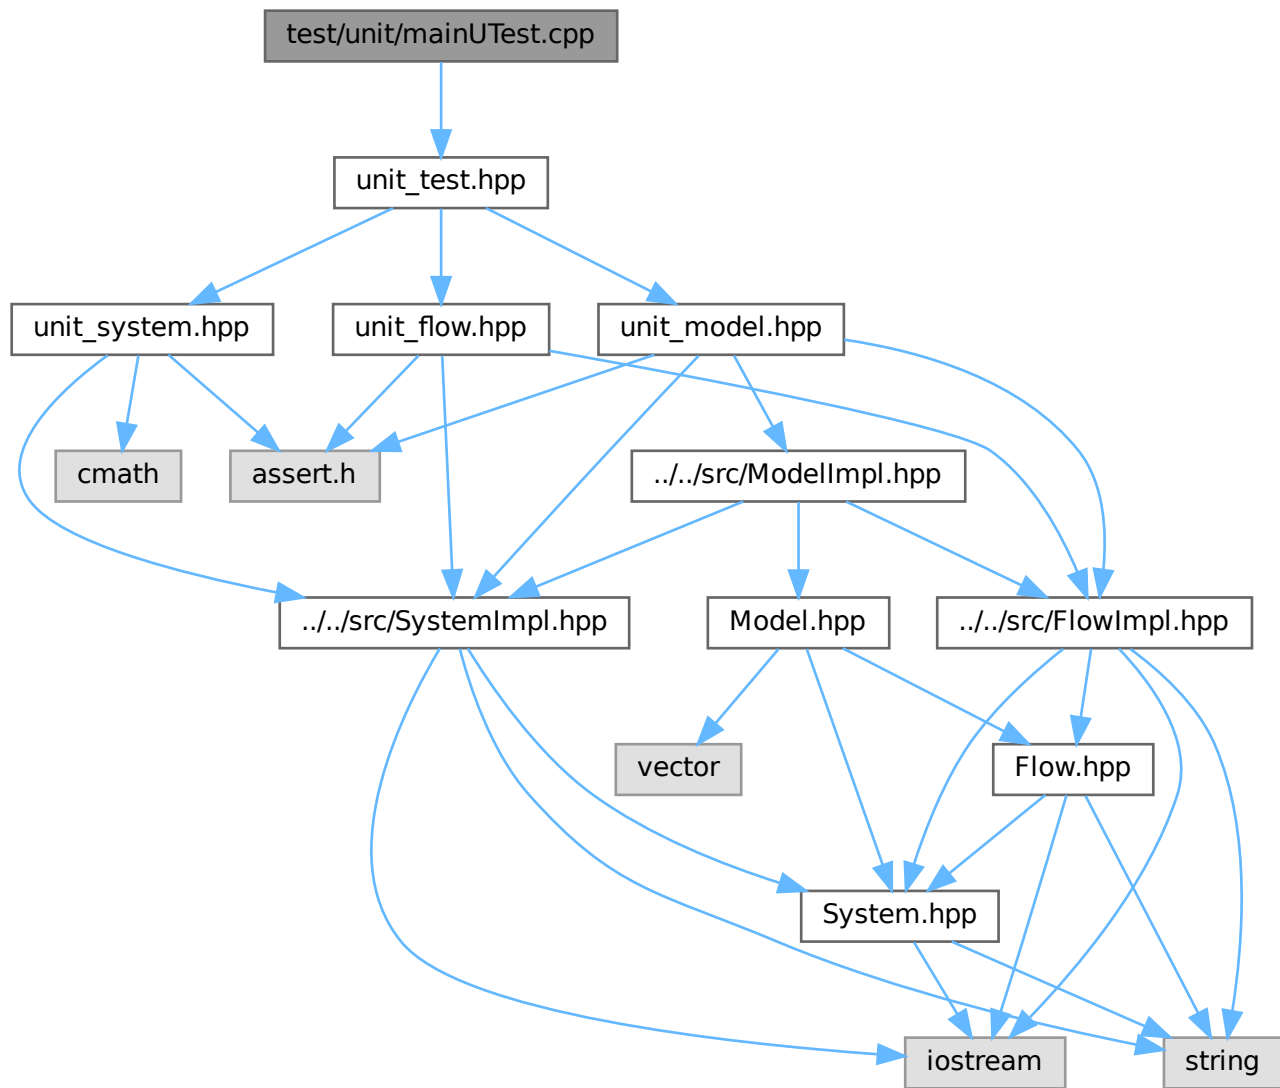 test/unit/mainUTest.cpp
unit_test.hpp
unit_system.hpp
unit_flow.hpp
unit_model.hpp
cmath
assert.h
../../src/ModelImpl.hpp
../../src/SystemImpl.hpp
Model.hpp
../../src/FlowImpl.hpp
vector
Flow.hpp
System.hpp
iostream
string